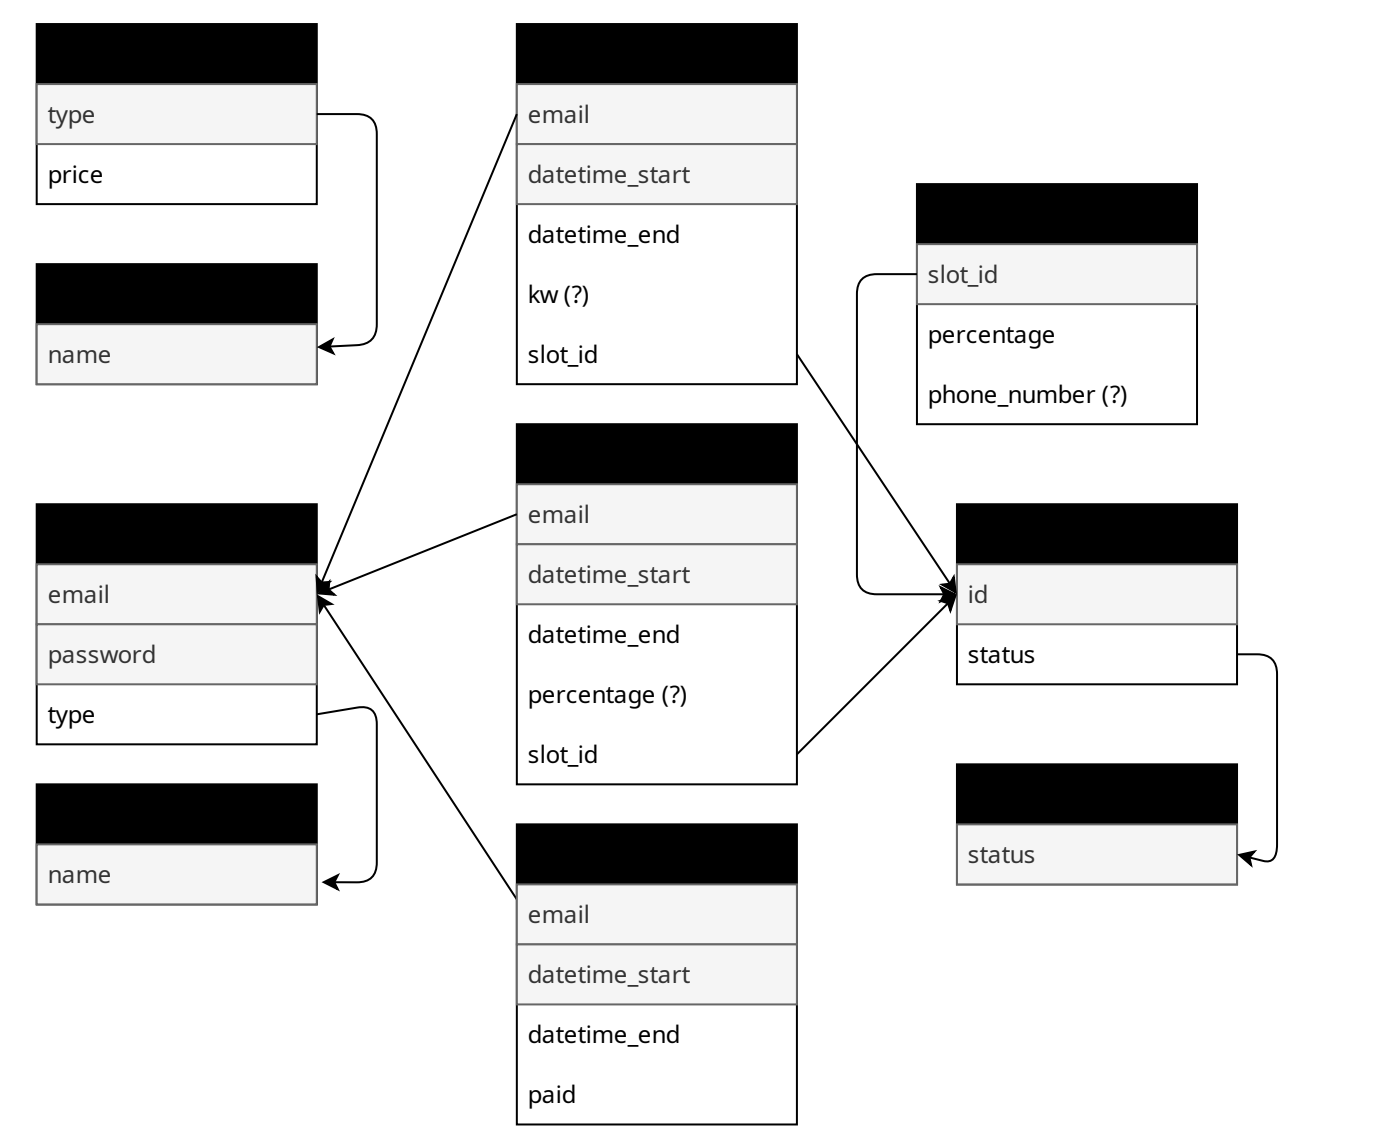 type
price
name
email
password
type
name
email
datetime_start
datetime_end
kw (?)
slot_id
email
datetime_start
datetime_end
percentage (?)
slot_id
email
datetime_start
datetime_end
paid
slot_id
percentage
phone_number (?)
id
status
status